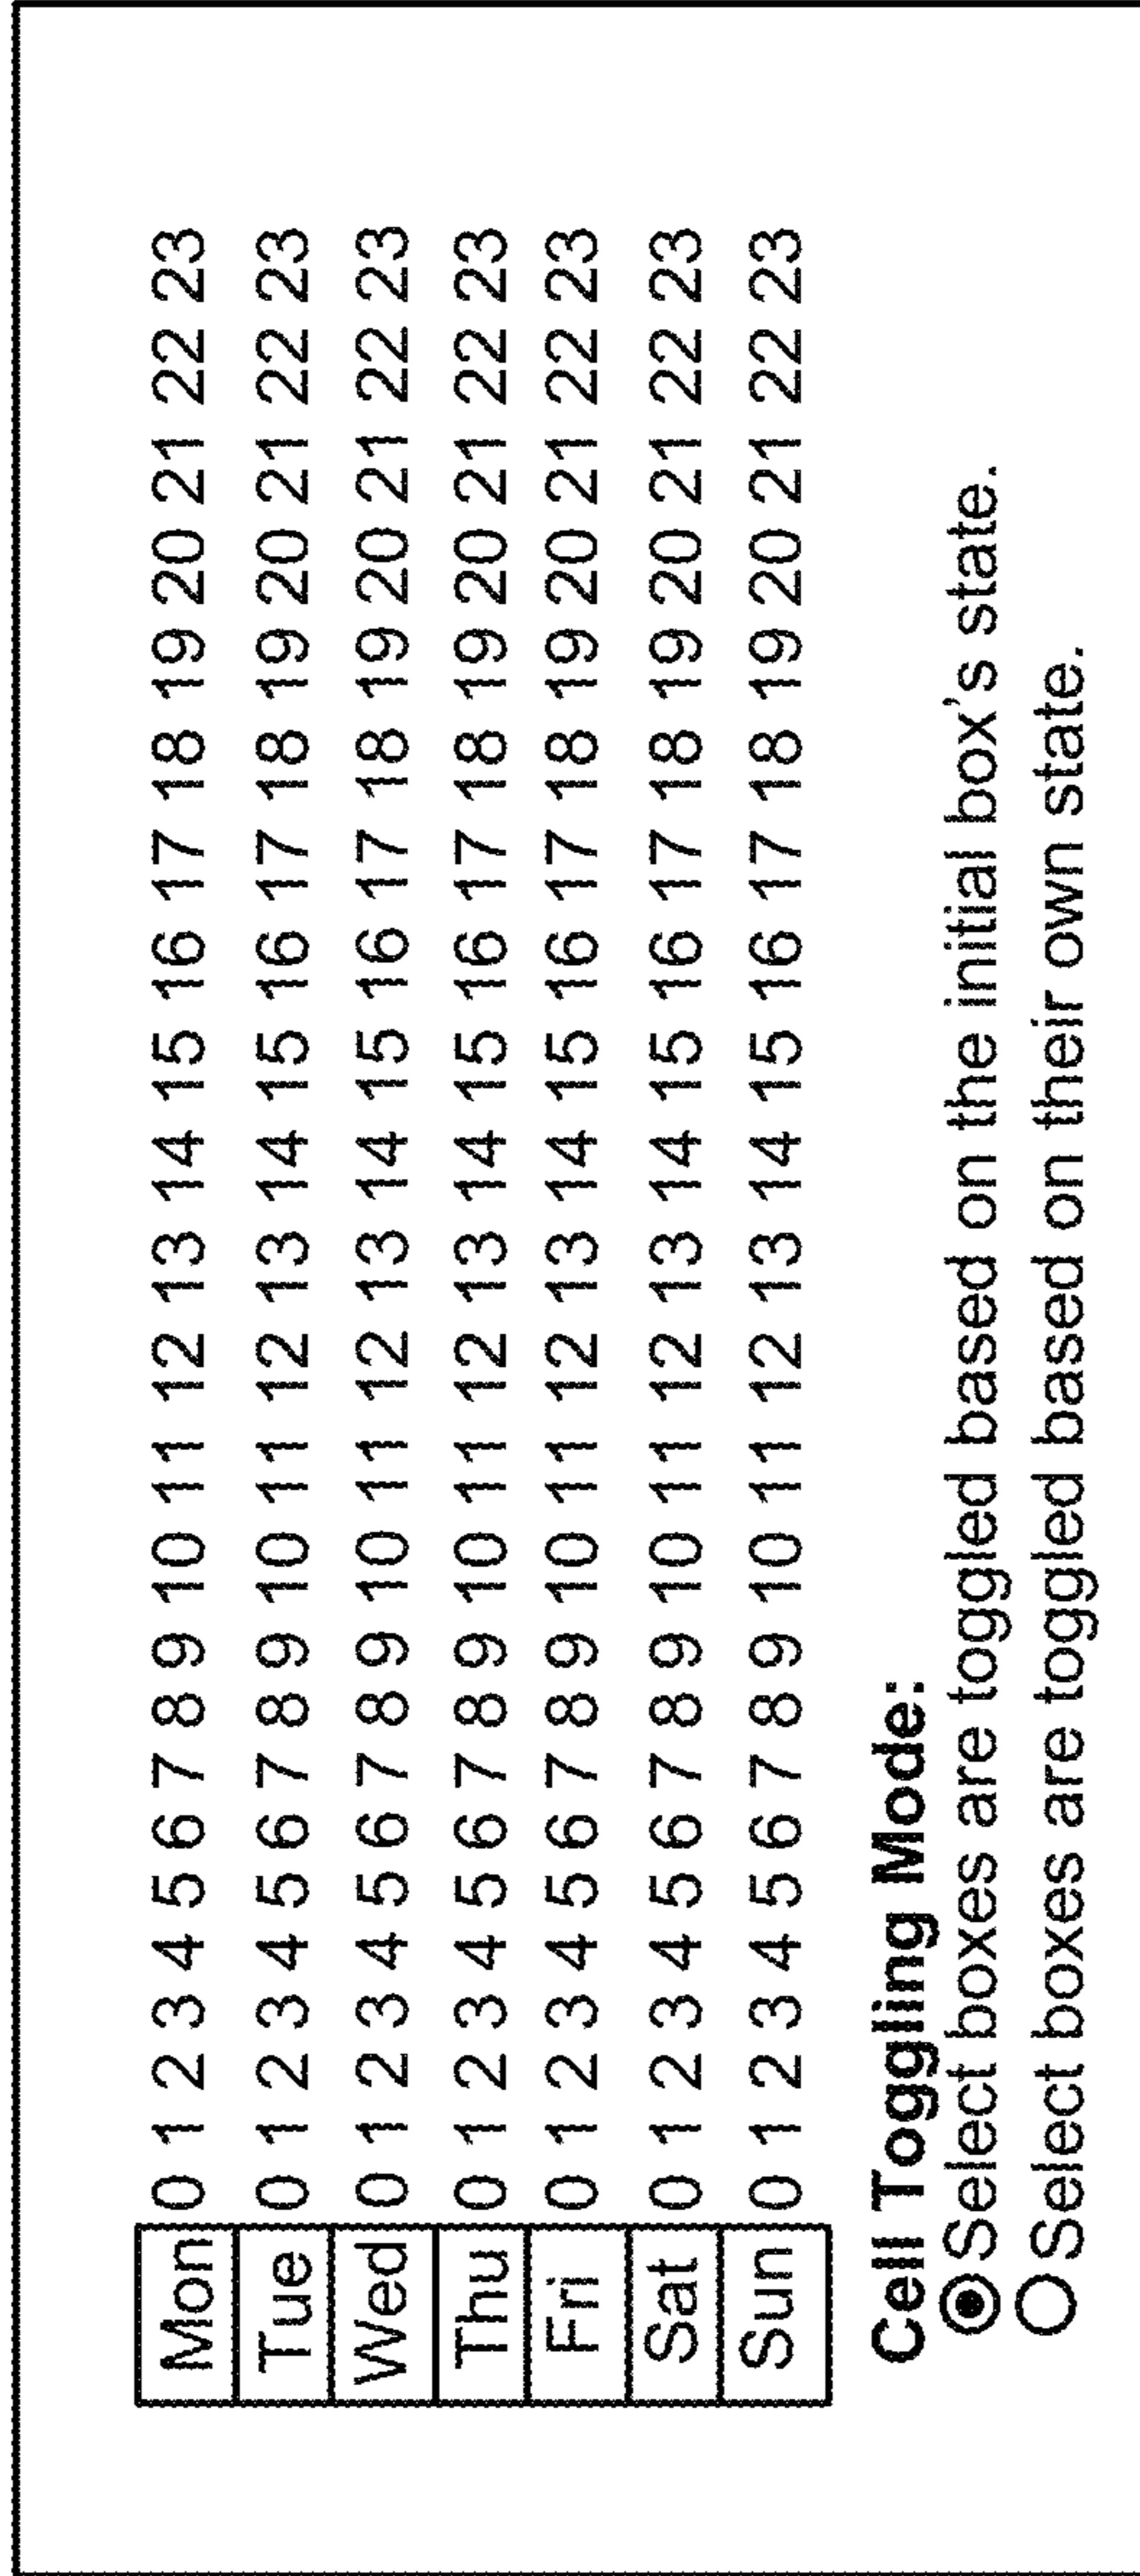 Mon 0 1 2 3 4 5 6 7 8 9 10 11 12 13 14 15 16 17 18 19 20 21 22 23
Tue 0 1 2 3 4 5 6 7 8 9 10 11 12 13 14 15 16 17 18 19 20 21 22 23
Wed 0 1 2 3 4 5 6 7 8 9 10 11 12 13 14 15 16 17 18 19 20 21 22 23
Thu 0 1 2 3 4 5 6 7 8 9 10 11 12 13 14 15 16 17 18 19 20 21 22 23
Fri 0 1 2 3 4 5 6 7 8 9 10 11 12 13 14 15 16 17 18 19 20 21 22 23
Sat 0 1 2 3 4 5 6 7 8 9 10 11 12 13 14 15 16 17 18 19 20 21 22 23
Sun 0 1 2 3 4 5 6 7 8 9 10 11 12 13 14 15 16 17 18 19 20 21 22 23
Cell Toggling Mode:
Select boxes are toggled based on the initial box's state.
Select boxes are toggled based on their own state.